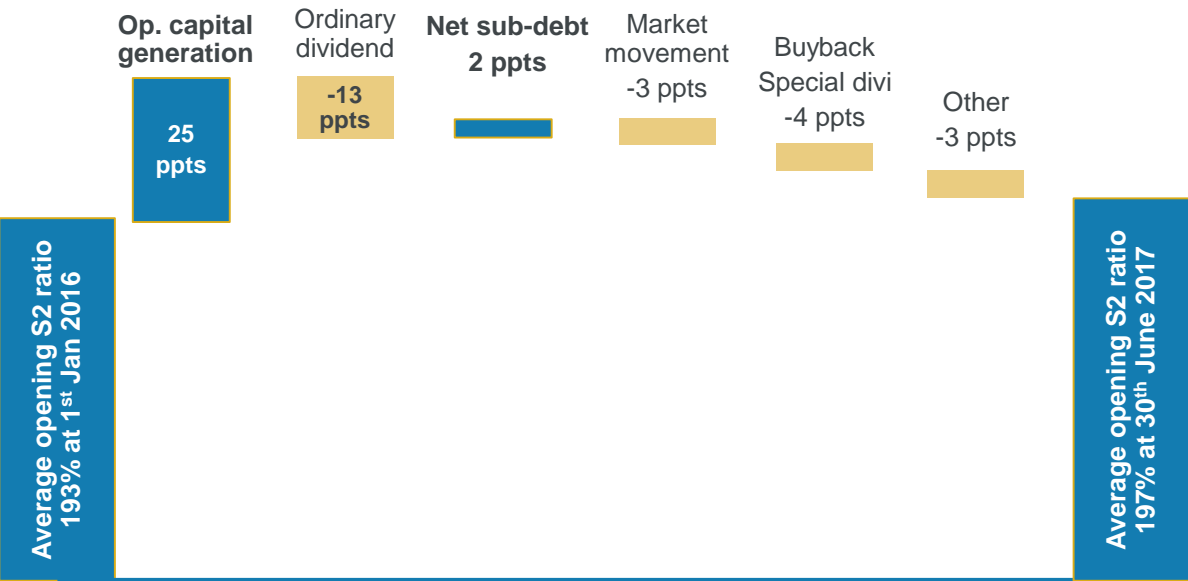 Op. capital
generation
25
ppts
Ordinary
dividend
-13
ppts
Net sub-debt
2 ppts
Market
movement
-3 ppts
Buyback
Special divi
-4 ppts
Other
-3 ppts
Average opening S2 ratio
193% at 1st Jan 2016
Average opening S2 ratio
197% at 30th June 2017